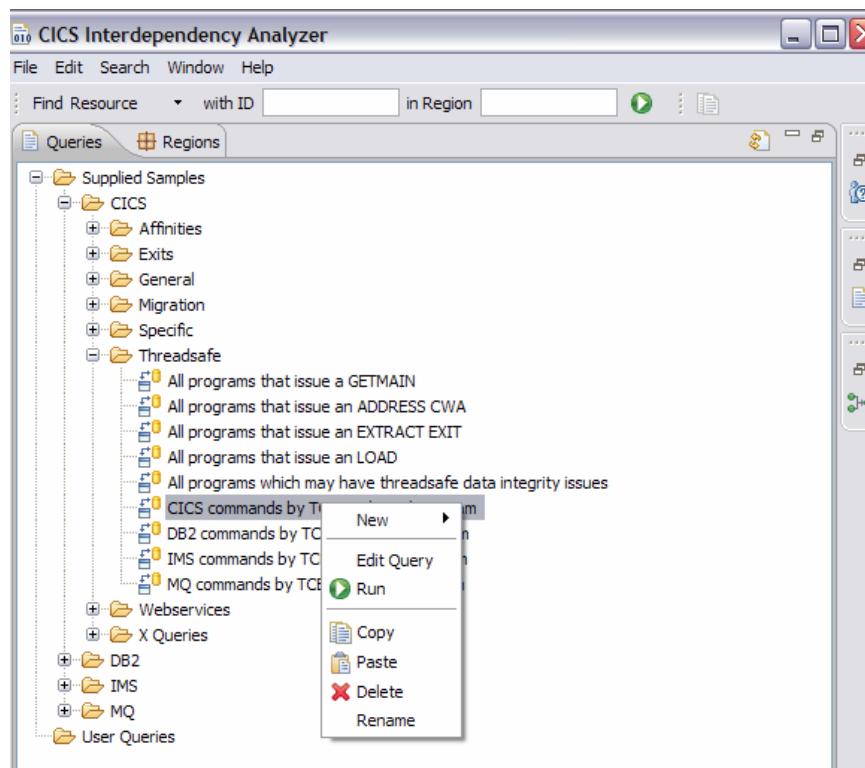 CICS Interdependency Analyzer
File Edit Search Window Help
Find Resource with ID in Region
Queries Regions
Supplied Samples
CICS
Affinities
Exits
General
Migration
Specific
Threadsafe
All programs that issue a GETMAIN
All programs that issue an ADDRESS CWA
All programs that issue an EXTRACT EXIT
All programs that issue an LOAD
All programs which may have threadsafe data integrity issues
CICS commands by
DB2 commands by
IMS commands by
MQ commands by TCB
Webservices
X Queries
DB2
IMS
MQ
User Queries
New
Edit Query
Run
Copy
Paste
Delete
Rename